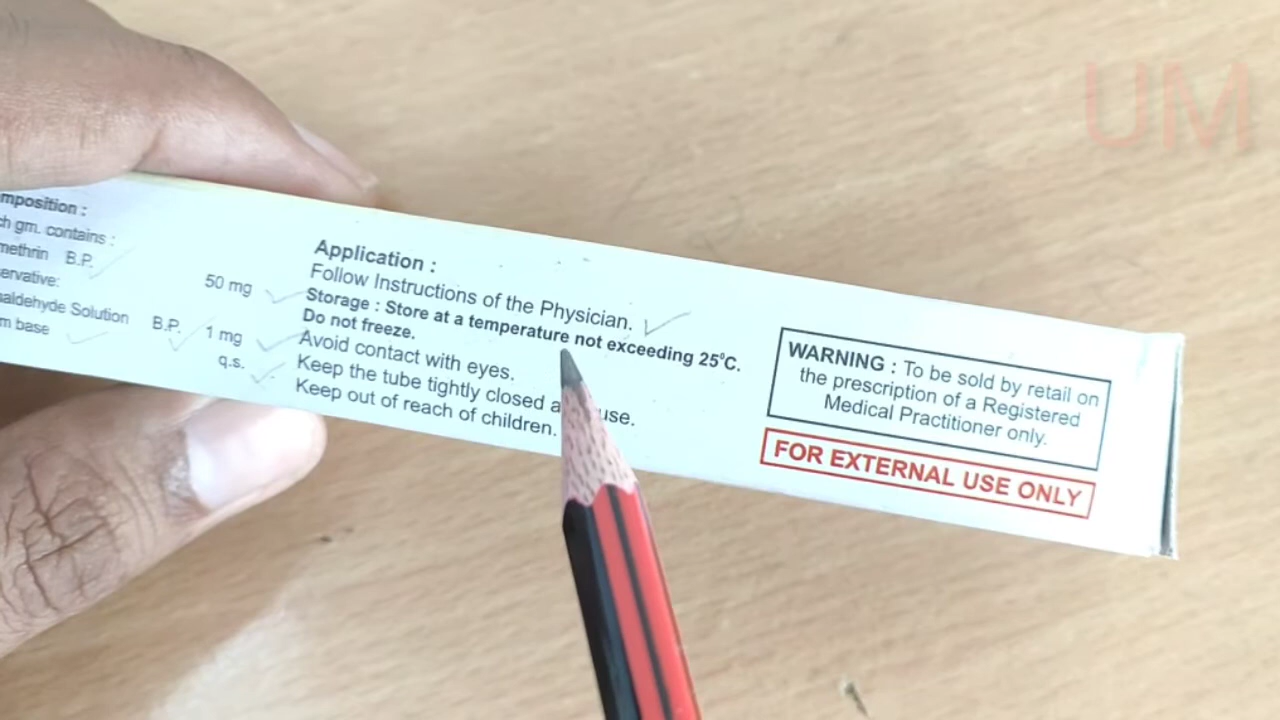 UM
mposition :
ch gm. contains :
methrin B.P. 50 mg
ervative:
aldehyde Solution B.P. 1 mg
m base q.s.
Application :
Follow Instructions of the Physician.
Storage : Store at a temperature not exceeding 25°C.
Do not freeze.
Avoid contact with eyes.
Keep the tube tightly closed use.
Keep out of reach of children.
WARNING : To be sold by retail on
the prescription of a Registered
Medical Practitioner only.
FOR EXTERNAL USE ONLY